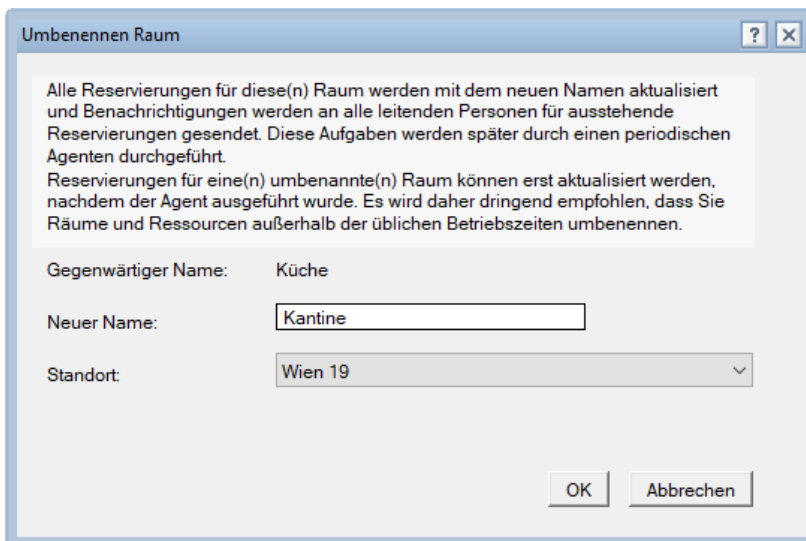 Umbenennen Raum
Alle Reservierungen für diese(n) Raum werden mit dem neuen Namen aktualisiert
und Benachrichtigungen werden an alle leitenden Personen für ausstehende
Reservierungen gesendet. Diese Aufgaben werden später durch einen periodischen
Agenten durchgeführt.
Reservierungen für eine(n) umbenannte(n) Raum können erst aktualisiert werden,
nachdem der Agent ausgeführt wurde. Es wird daher dringend empfohlen, dass Sie
Räume und Ressourcen außerhalb der üblichen Betriebszeiten umbenennen.
Gegenwärtiger Name: Küche
Neuer Name: Kantine
Standort: Wien 19
OK Abbrechen